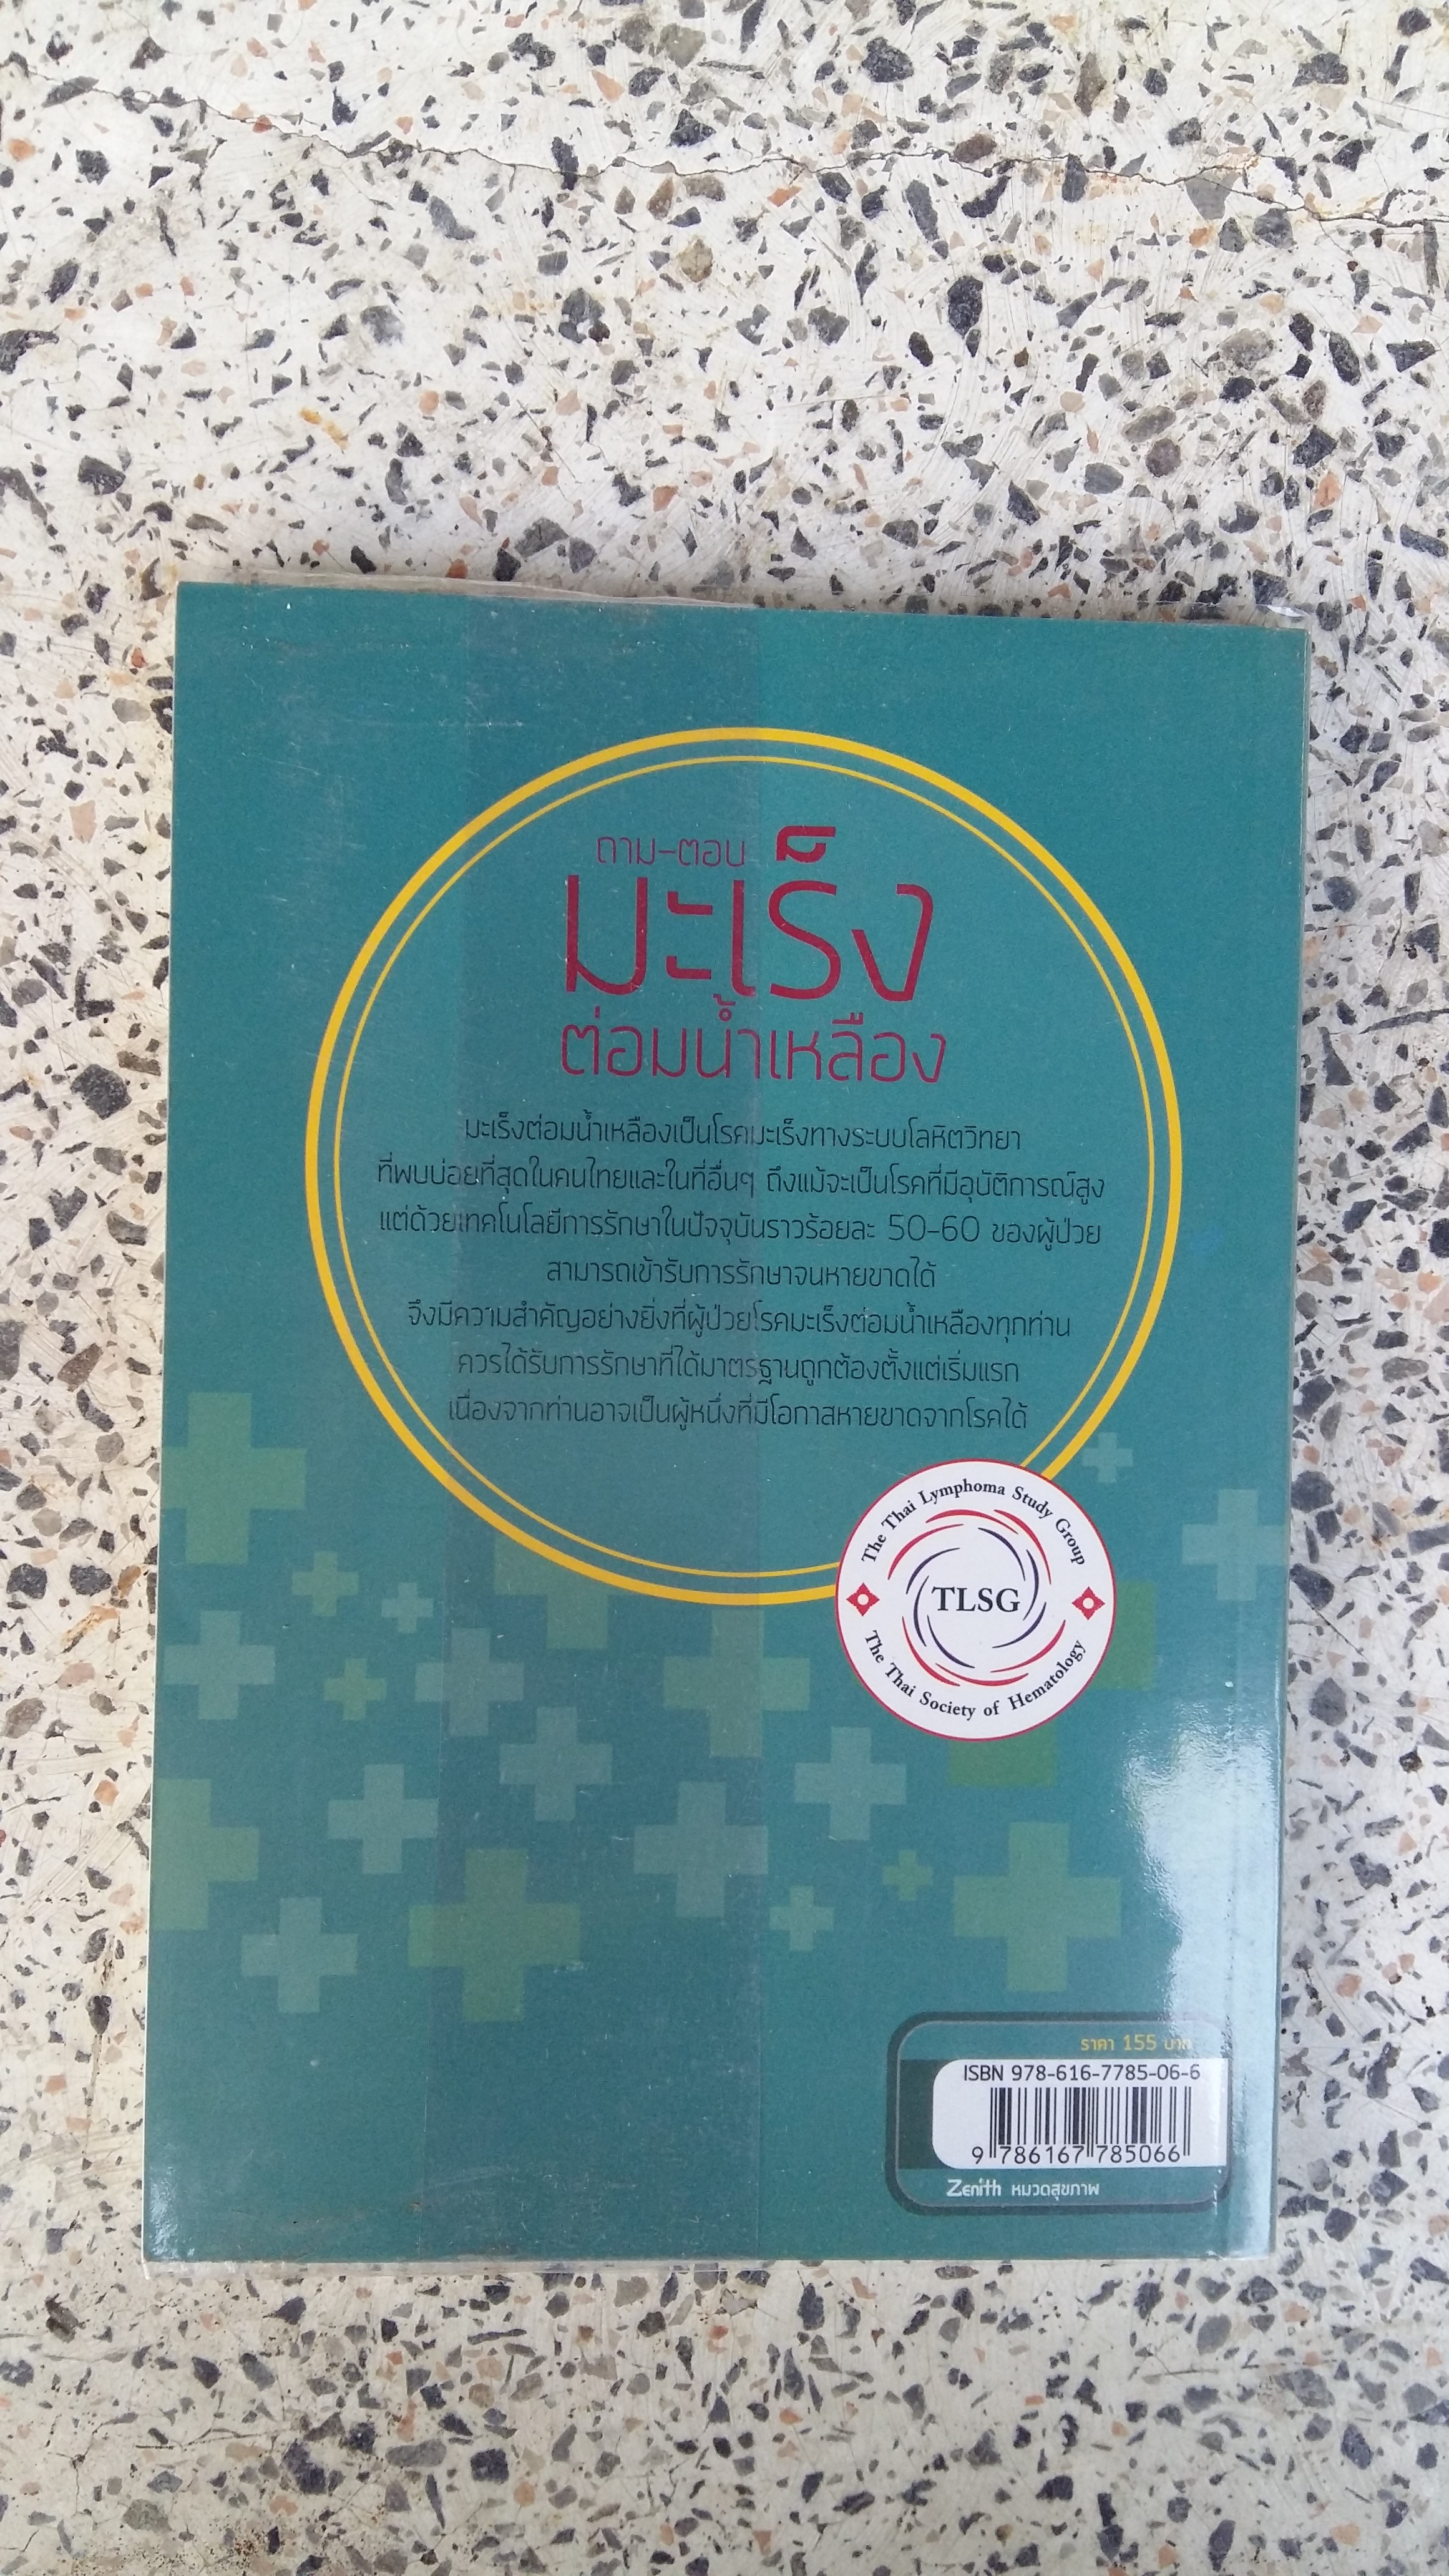 ถาม-ตอบ
มะเร็ง
ต่อมน้ำเหลือง
มะเร็งต่อมน้ำเหลืองเป็นโรคมะเร็งทางระบบโลหิตวิทยา
ที่พบบ่อยที่สุดในคนไทยและในที่อื่นๆ ถึงแม้จะเป็นโรคที่มีอุบัติการณ์สูง
แต่ด้วยเทคโนโลยีการรักษาในปัจจุบันราวร้อยละ 50-60 ของผู้ป่วย
สามารถเข้ารับการรักษาจนหายขาดได้
จึงมีความสำคัญอย่างยิ่งที่ผู้ป่วยโรคมะเร็งต่อมน้ำเหลืองทุกท่าน
ควรได้รับการรักษาที่ได้มาตรฐานถูกต้องตั้งแต่เริ่มแรก
เนื่องจากท่านอาจเป็นผู้หนึ่งที่มีโอกาสหายขาดจากโรคได้
The Thai Lymphoma Study Group
TLSG
The Thai Society of Hematology
ราคา 155 บาท
ISBN 978-616-7785-06-6
9 786167 785066
Zenith หมวดสุขภาพ